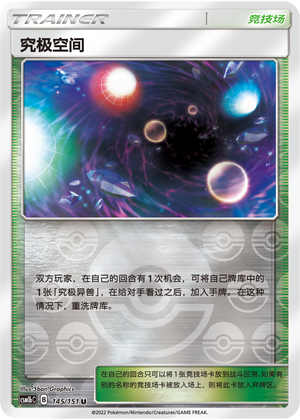 TRAINER
竞技场
究极空间
双方玩家，在自己的回合有1次机会，可将自己牌库中的
1张「究极异兽」，在给对手看过之后，加入手牌。在这种
情况下，重洗牌库。
Illus. 5ban Graphics
在自己的回合只可以将1张竞技场卡放到战斗区旁。如果有
别的名称的竞技场卡被放入场上，则将此卡放入弃牌区。
B 145/151 U
©2022 Pokémon/Nintendo/Creatures/GAME FREAK.